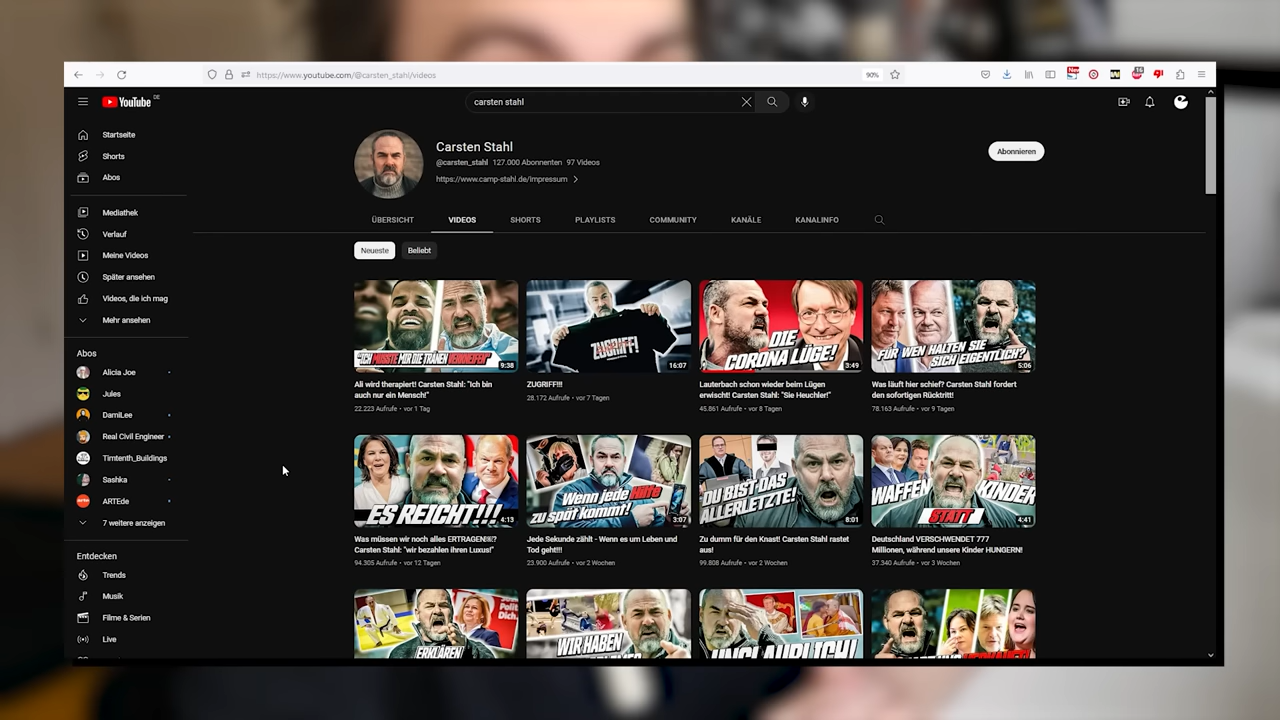 https://www.youtube.com/@carsten_stahl/videos
90%
YouTube DE
carsten stahl
Startseite
Shorts
Abos
Mediathek
Verlauf
Meine Videos
Später ansehen
Videos, die ich mag
Mehr ansehen
Abos
Alicia Joe
Jules
DamiLee
Real Civil Engineer
Timtenth_Buildings
Sashka
ARTEde
7 weitere anzeigen
Entdecken
Trends
Musik
Filme & Serien
Live
Carsten Stahl
@carsten_stahl 127.000 Abonnenten 97 Videos
https://www.camp-stahl.de/Impressum
Abonnieren
ÜBERSICHT VIDEOS SHORTS PLAYLISTS COMMUNITY KANÄLE KANALINFO
Neueste Beliebt
"ICH MUSSTE MIR DIE TRÄNEN VERKNEIFEN"
9:38
Ali wird therapiert! Carsten Stahl: "Ich bin
auch nur ein Mensch!"
22.223 Aufrufe • vor 1 Tag
ZUGRIFF!
16:07
ZUGRIFF!!!
28.172 Aufrufe • vor 7 Tagen
DIE
CORONA LÜGE!
3:49
Lauterbach schon wieder beim Lügen
erwischt! Carsten Stahl: "Sie Heuchler!"
45.861 Aufrufe • vor 8 Tagen
FÜR WEN HALTEN SIE
SICH EIGENTLICH?
5:06
Was läuft hier schief? Carsten Stahl fordert
den sofortigen Rücktritt!
78.163 Aufrufe • vor 9 Tagen
ES REICHT!!!
4:13
Was müssen wir noch alles ERTRAGEN!!!?
Carsten Stahl: "wir bezahlen ihren Luxus!"
94.305 Aufrufe • vor 12 Tagen
Wenn jede Hilfe
zu spät kommt!
3:07
Jede Sekunde zählt - Wenn es um Leben und
Tod geht!!!
23.900 Aufrufe • vor 2 Wochen
DU BIST DAS
ALLERLETZTE!
8:01
Zu dumm für den Knast! Carsten Stahl rastet
aus!
99.808 Aufrufe • vor 2 Wochen
WAFFEN KINDER
STATT
4:41
Deutschland VERSCHWENDET 777
Millionen, während unsere Kinder HUNGERN!
37.340 Aufrufe • vor 3 Wochen
ERKLÄREN
WIR HABEN
UNGLAUBLICH!